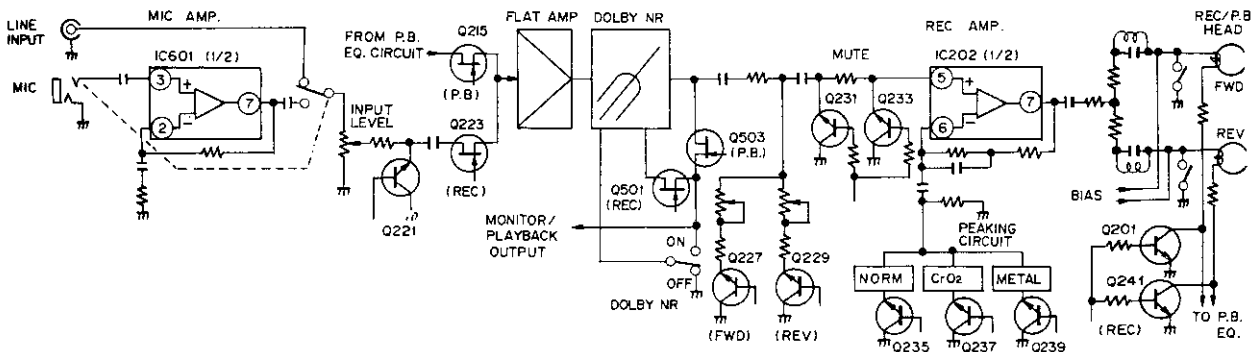 LINE
INPUT
MIC
MIC AMP.
IC601 (1/2)
3
+
2
−
7
INPUT
LEVEL
FROM P.B.
EQ. CIRCUIT
Q215
(P.B)
Q223
(REC)
Q221
FLAT AMP
DOLBY NR
Q503
(P.B.)
Q501
(REC)
MONITOR/
PLAYBACK
OUTPUT
ON
OFF
DOLBY NR
Q227
(FWD)
Q229
(REV)
MUTE
Q231
Q233
REC AMP.
IC202 (1/2)
5
+
6
−
7
PEAKING
CIRCUIT
NORM
CrO2
METAL
Q235
Q237
Q239
REC/P.B
HEAD
FWD
REV
BIAS
Q201
Q241
(REC)
TO P.B.
EQ.